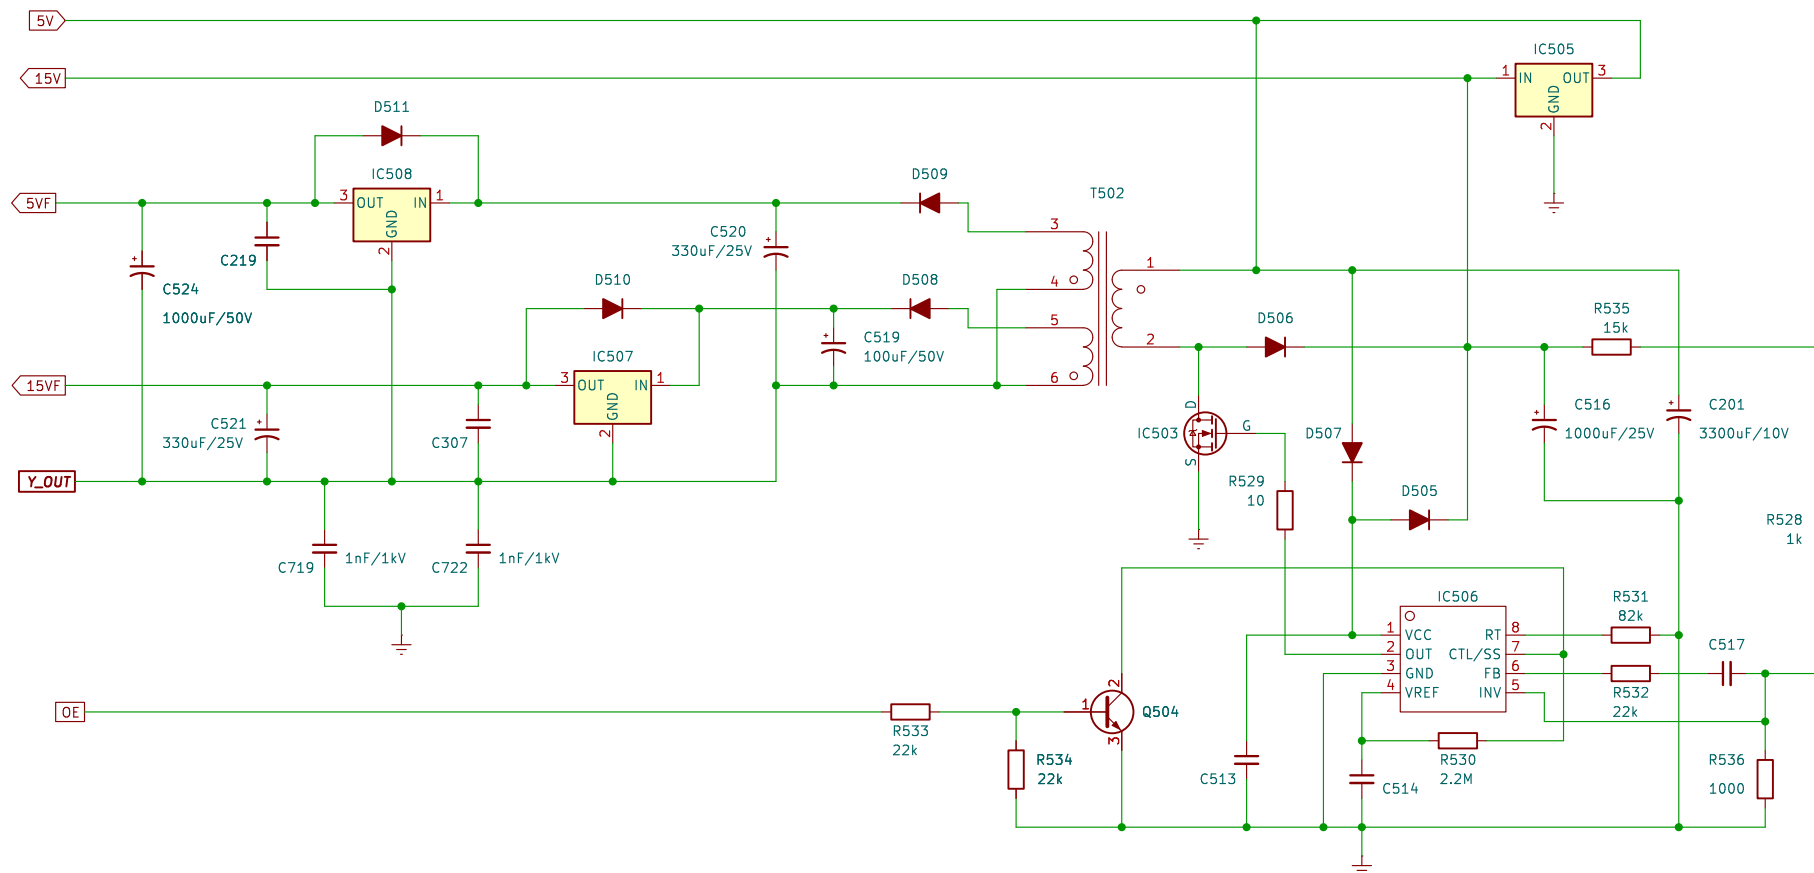 5V
15V
IC505
1 IN OUT 3
GND
2
D511
IC508
5VF
3 OUT IN 1
GND
2
D509
T502
C520
330uF/25V
3
4
5
6
1
2
C219
C524
1000uF/50V
D510
D508
C519
100uF/50V
D506
R535
15k
IC507
15VF
3 OUT IN 1
GND
2
C521
330uF/25V
C307
IC503
D
G
S
D507
C516
1000uF/25V
C201
3300uF/10V
Y_OUT
R529
10
D505
R528
1k
C719
1nF/1kV
C722
1nF/1kV
IC506
1 VCC RT 8
2 OUT CTL/SS 7
3 GND FB 6
4 VREF INV 5
R531
82k
C517
R532
22k
OE
R533
22k
1
2
3
Q504
R534
22k
C513
C514
R530
2.2M
R536
1000